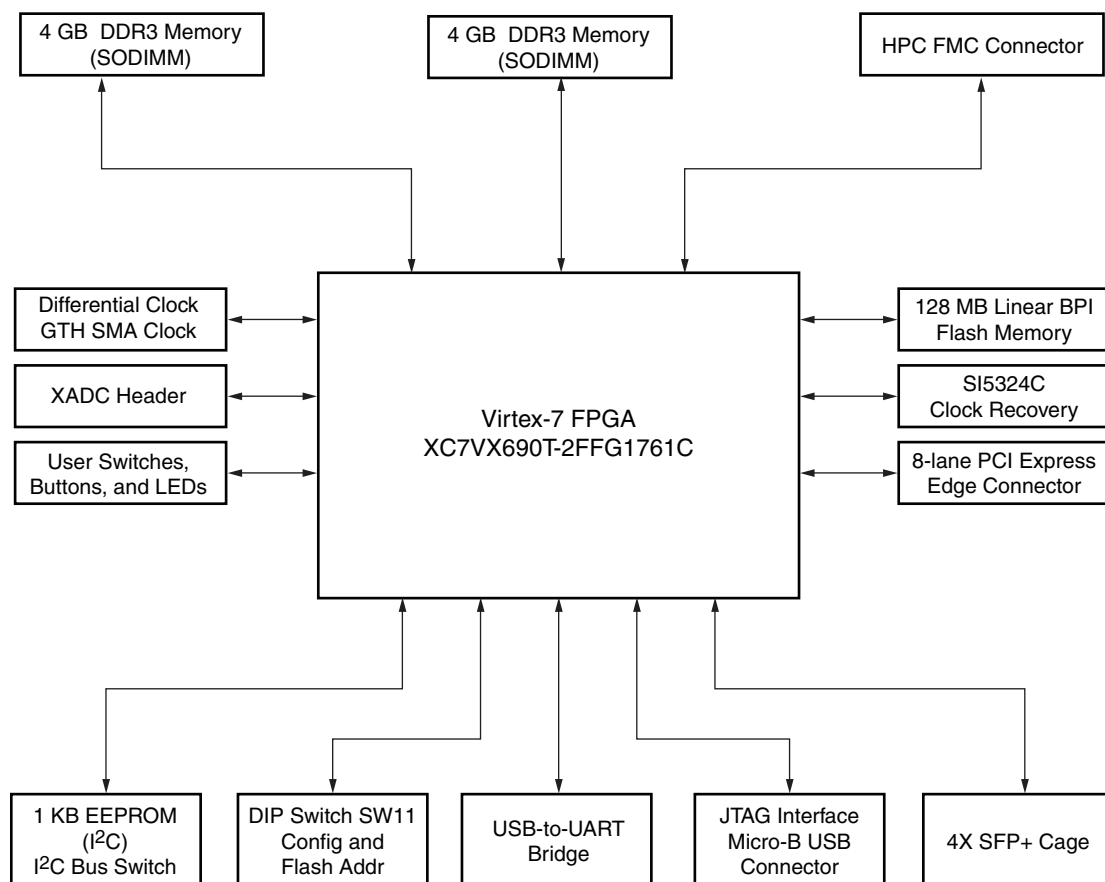 4 GB DDR3 Memory
(SODIMM)
4 GB DDR3 Memory
(SODIMM)
HPC FMC Connector
Differential Clock
GTH SMA Clock
XADC Header
User Switches,
Buttons, and LEDs
Virtex-7 FPGA
XC7VX690T-2FFG1761C
128 MB Linear BPI
Flash Memory
SI5324C
Clock Recovery
8-lane PCI Express
Edge Connector
1 KB EEPROM
(I²C)
I²C Bus Switch
DIP Switch SW11
Config and
Flash Addr
USB-to-UART
Bridge
JTAG Interface
Micro-B USB
Connector
4X SFP+ Cage